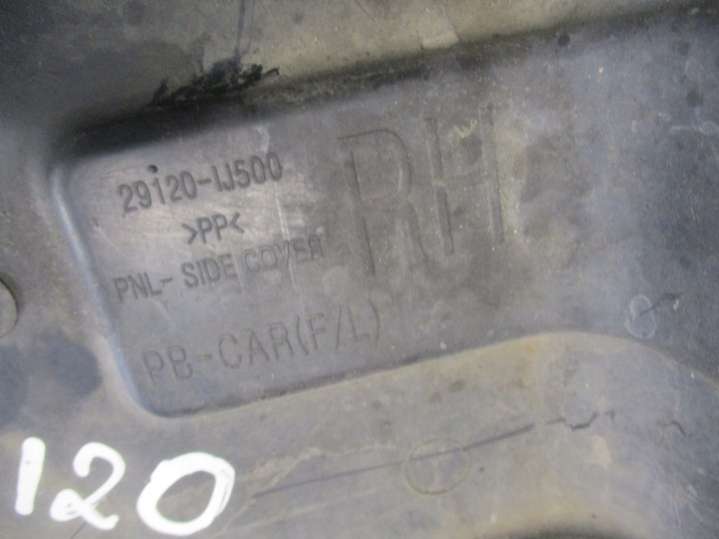 29120-1J500
>PP<
PNL-SIDE COVER
RH
PB-CAR(F/L)
120